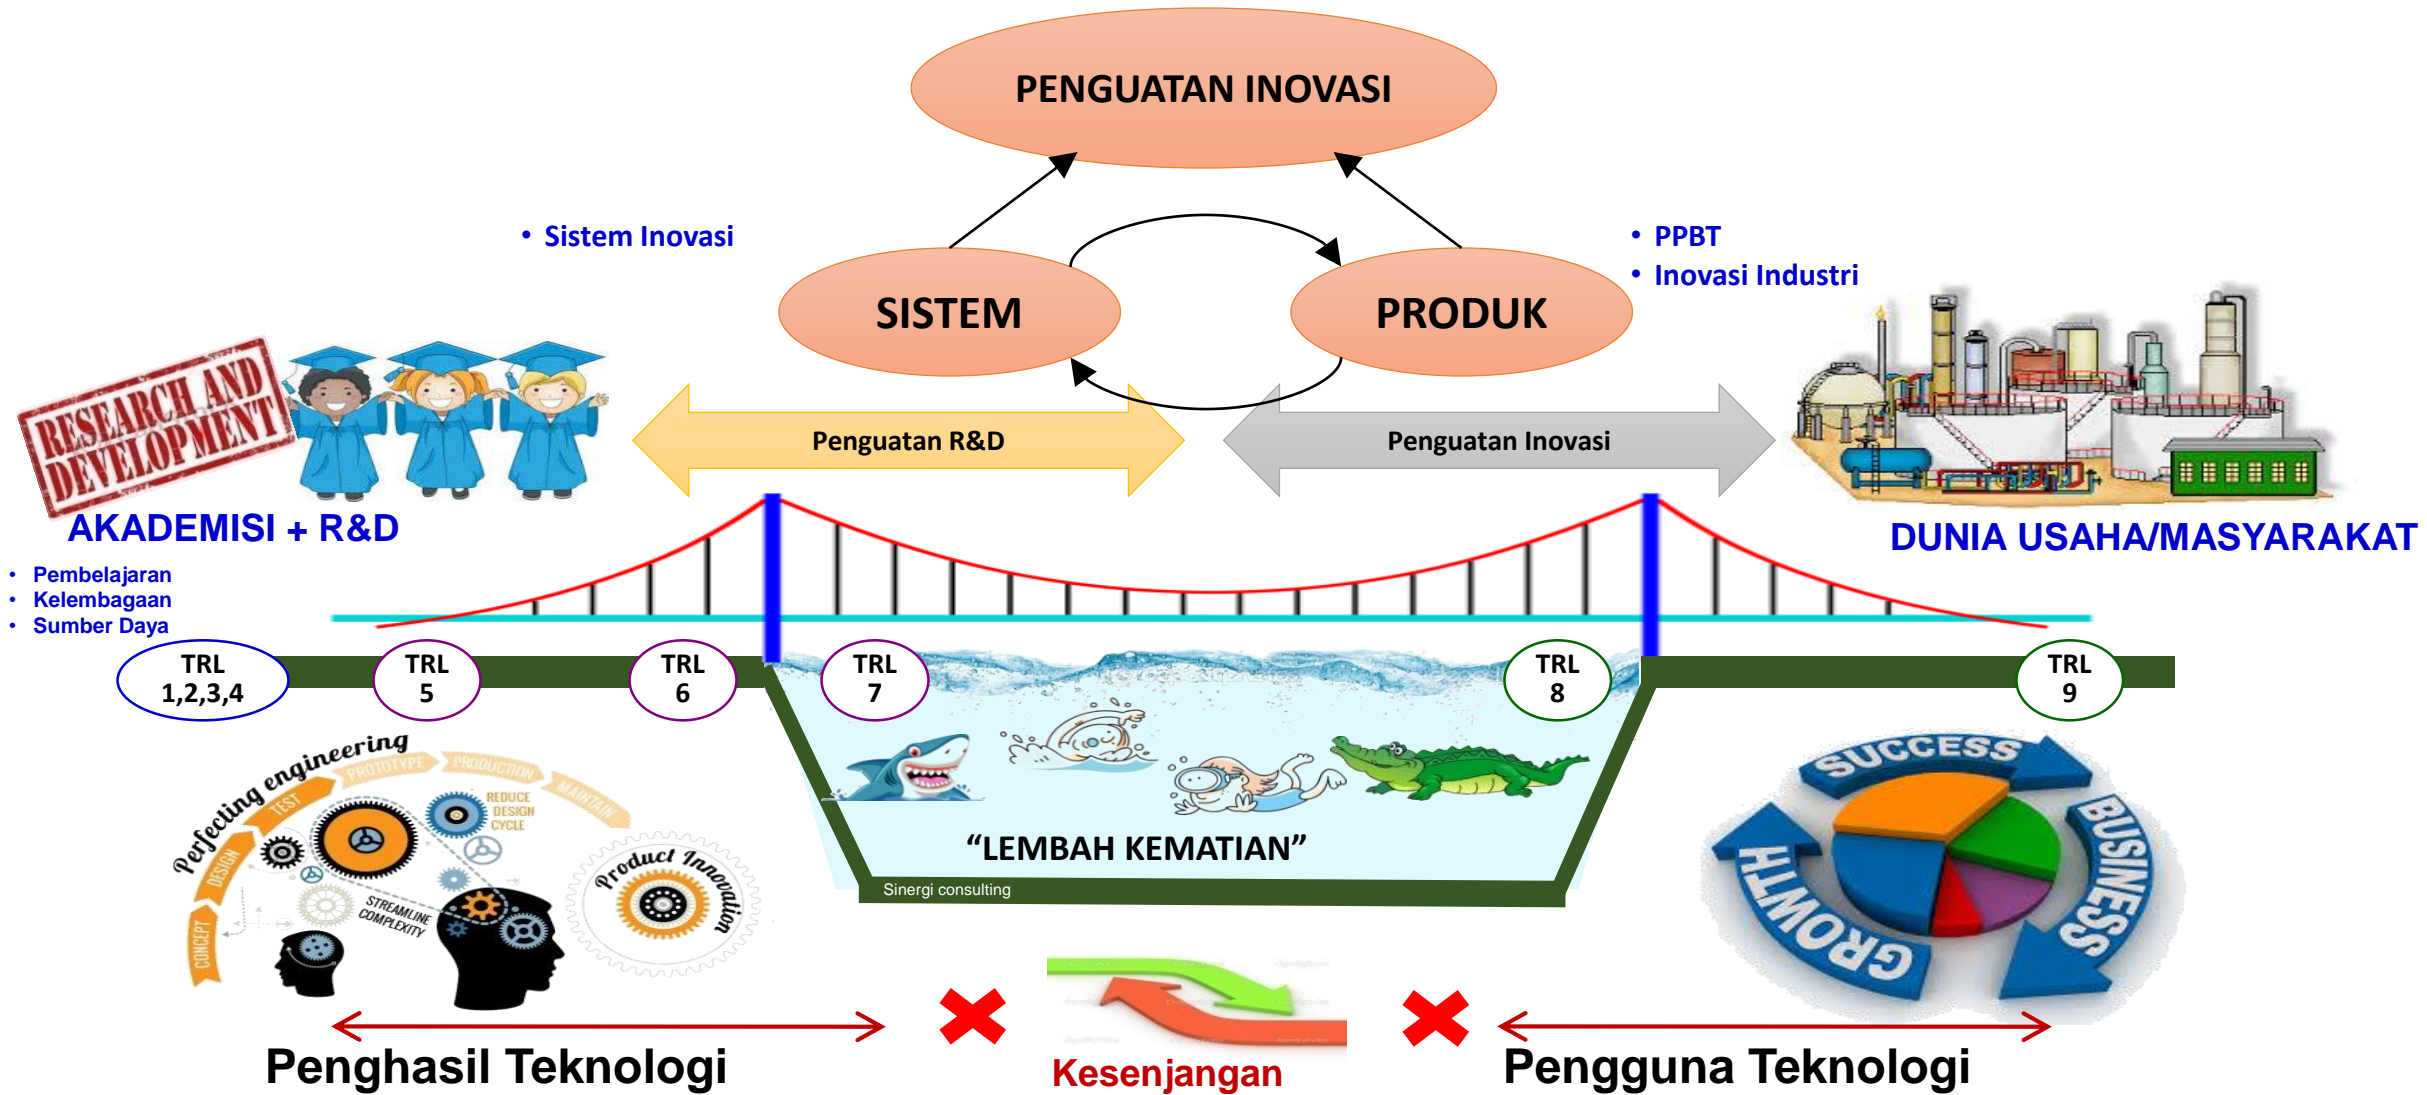 PENGUATAN INOVASI
• Sistem Inovasi
SISTEM
PRODUK
• PPBT
• Inovasi Industri
RESEARCH AND
DEVELOPMENT
Penguatan R&D
Penguatan Inovasi
AKADEMISI + R&D
DUNIA USAHA/MASYARAKAT
• Pembelajaran
• Kelembagaan
• Sumber Daya
TRL
1,2,3,4
TRL
5
TRL
6
TRL
7
TRL
8
TRL
9
Perfecting engineering
CONCEPT
DESIGN
TEST
PROTOTYPE
PRODUCTION
MAINTAIN
REDUCE
DESIGN
CYCLE
STREAMLINE
COMPLEXITY
Product Innovation
"LEMBAH KEMATIAN"
Sinergi consulting
SUCCESS
BUSINESS
GROWTH
Penghasil Teknologi
Kesenjangan
Pengguna Teknologi